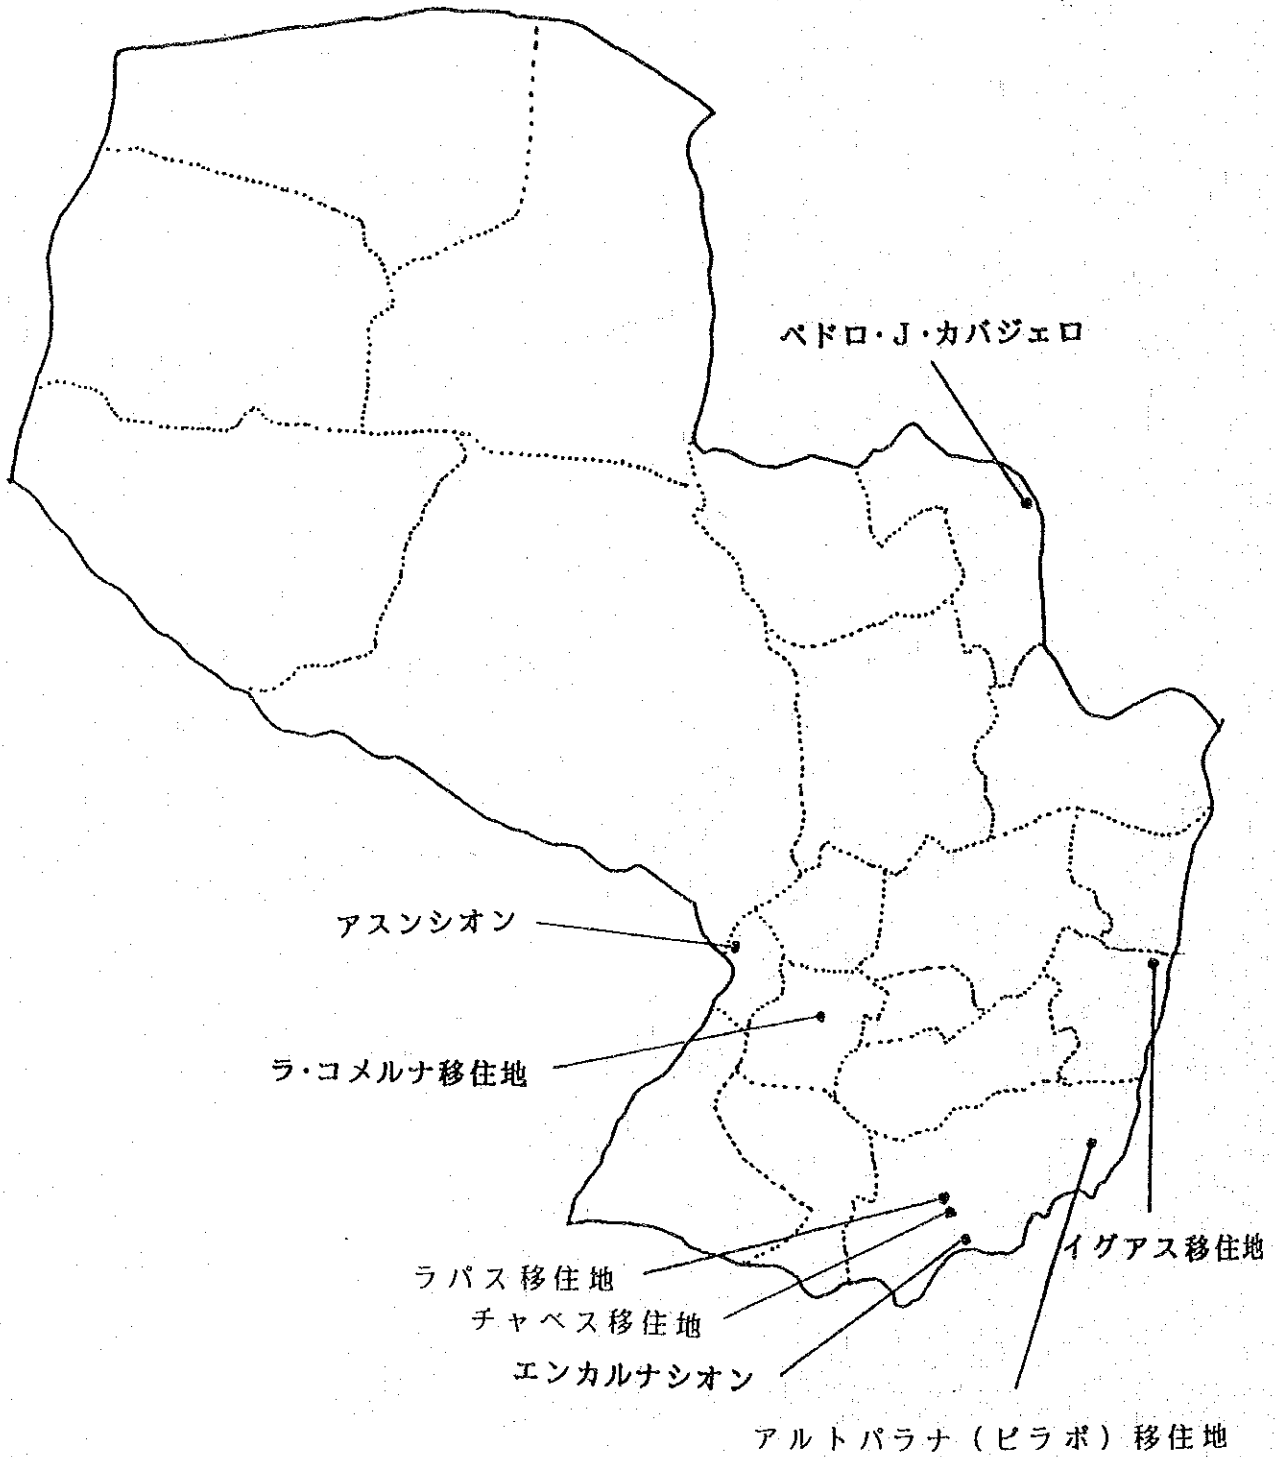 ペドロ・J・カバジェロ
アスンシオン
ラ・コメルナ移住地
イグアス移住地
ラパス移住地
チャベス移住地
エンカルナシオン
アルトパラナ（ピラポ）移住地